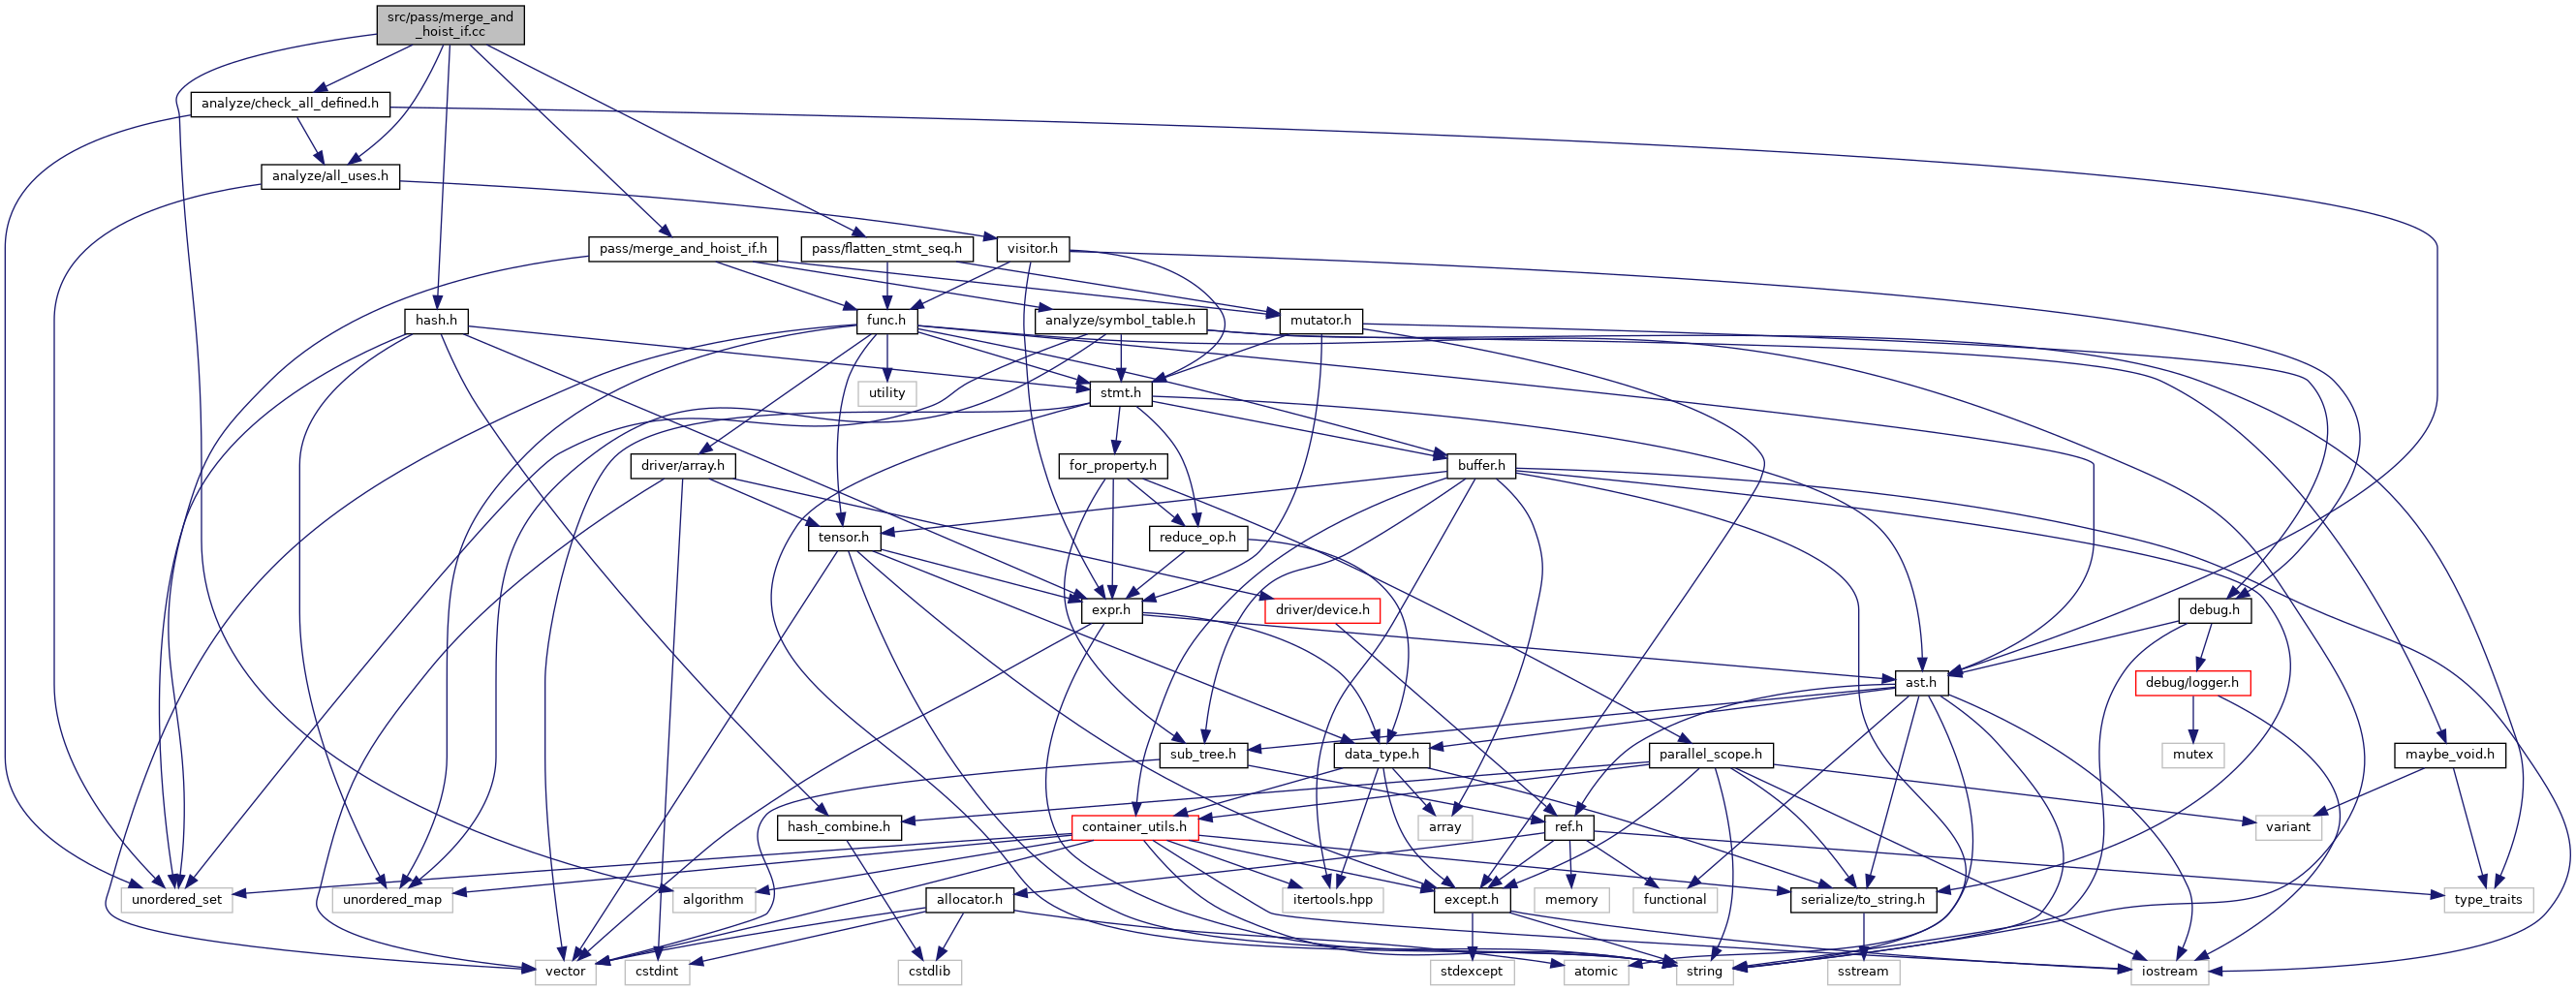 src/pass/merge_and
_hoist_if.cc
analyze/check_all_defined.h
analyze/all_uses.h
pass/merge_and_hoist_if.h
pass/flatten_stmt_seq.h
visitor.h
hash.h
func.h
analyze/symbol_table.h
mutator.h
utility
stmt.h
driver/array.h
for_property.h
buffer.h
tensor.h
reduce_op.h
expr.h
driver/device.h
debug.h
ast.h
debug/logger.h
sub_tree.h
data_type.h
parallel_scope.h
mutex
maybe_void.h
hash_combine.h
container_utils.h
array
ref.h
variant
unordered_set
unordered_map
algorithm
allocator.h
itertools.hpp
except.h
memory
functional
serialize/to_string.h
type_traits
vector
cstdint
cstdlib
stdexcept
atomic
string
sstream
iostream